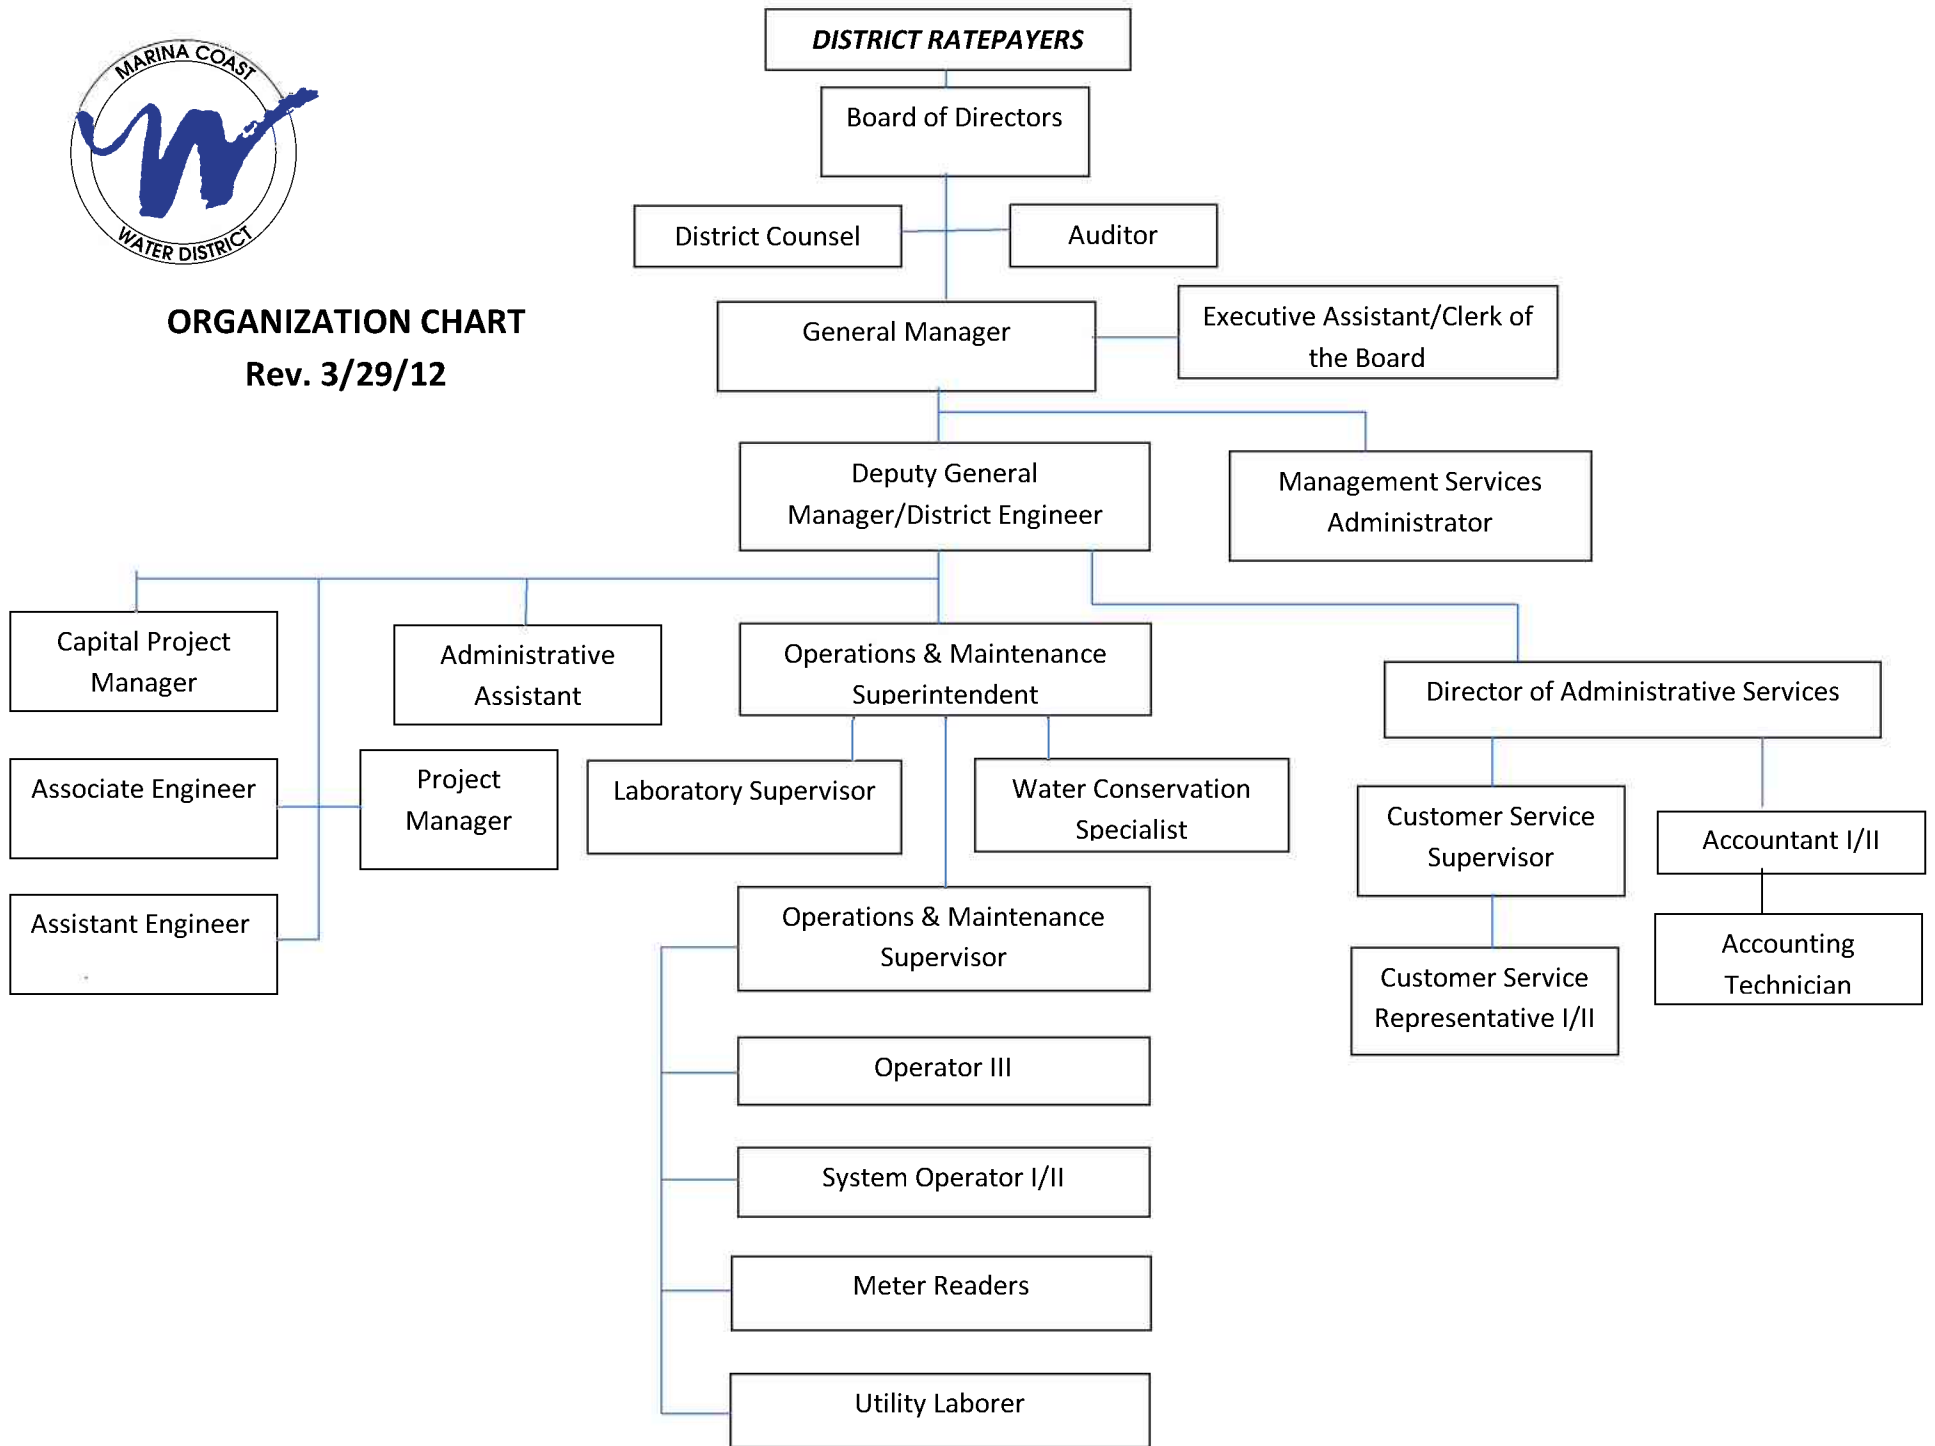 MARINA COAST
WATER DISTRICT
ORGANIZATION CHART
Rev. 3/29/12
DISTRICT RATEPAYERS
Board of Directors
District Counsel
Auditor
General Manager
Executive Assistant/Clerk of
the Board
Deputy General
Manager/District Engineer
Management Services
Administrator
Capital Project
Manager
Administrative
Assistant
Operations & Maintenance
Superintendent
Director of Administrative Services
Associate Engineer
Project
Manager
Laboratory Supervisor
Water Conservation
Specialist
Customer Service
Supervisor
Accountant I/II
Assistant Engineer
Operations & Maintenance
Supervisor
Customer Service
Representative I/II
Accounting
Technician
Operator III
System Operator I/II
Meter Readers
Utility Laborer